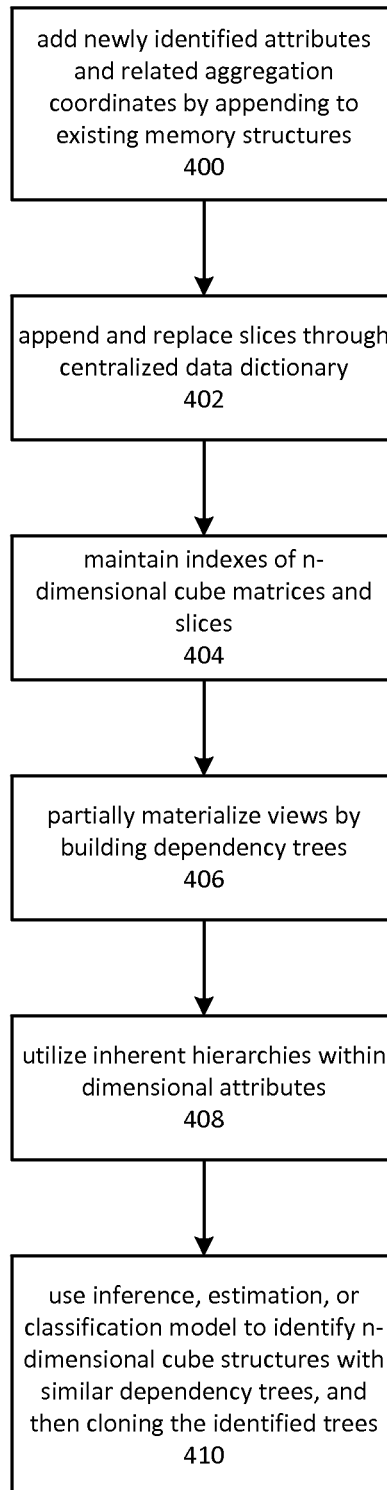 add newly identified attributes
and related aggregation
coordinates by appending to
existing memory structures
400
append and replace slices through
centralized data dictionary
402
maintain indexes of n-
dimensional cube matrices and
slices
404
partially materialize views by
building dependency trees
406
utilize inherent hierarchies within
dimensional attributes
408
use inference, estimation, or
classification model to identify n-
dimensional cube structures with
similar dependency trees, and
then cloning the identified trees
410